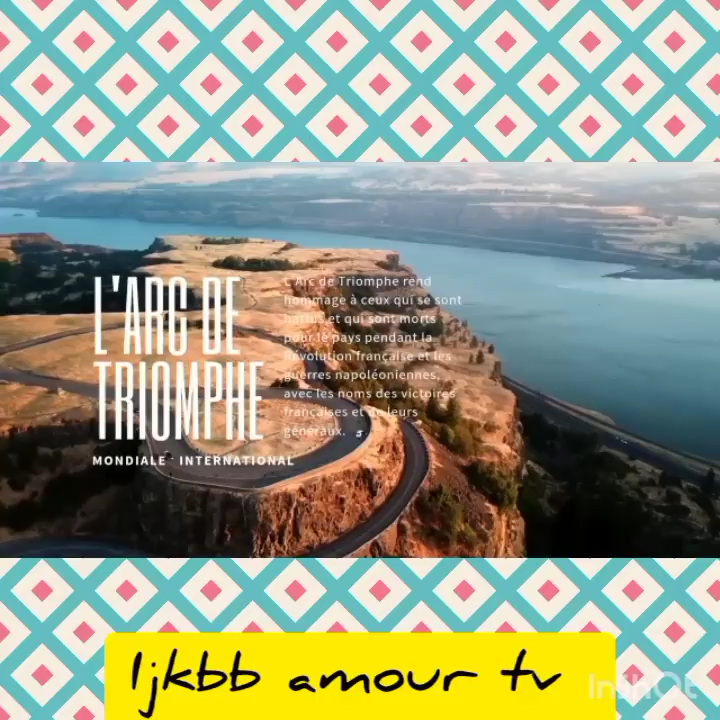 L'ARC DE
TRIOMPHE
MONDIALE · INTERNATIONAL
L'Arc de Triomphe rend
hommage à ceux qui se sont
battus et qui sont morts
pour le pays pendant la
Révolution française et les
guerres napoléoniennes,
avec les noms des victoires
françaises et de leurs
généraux.
ljkbb amour tv
InShOt